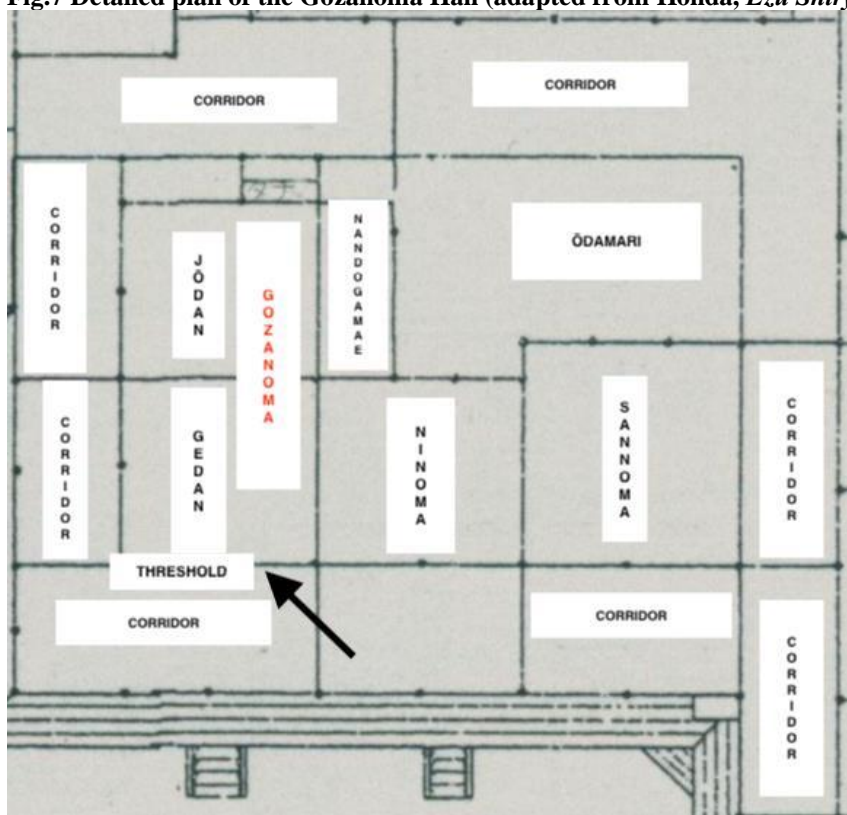 Fig.7 Detailed plan of the Gozanoma Hall (adapted from Honda, Ezu
CORRIDOR
CORRIDOR
CORRIDOR
JŌDAN
GOZANOMA
NANDOGAMAE
ŌDAMARI
CORRIDOR
GEDAN
NINOMA
SANNOMA
CORRIDOR
THRESHOLD
CORRIDOR
CORRIDOR
CORRIDOR